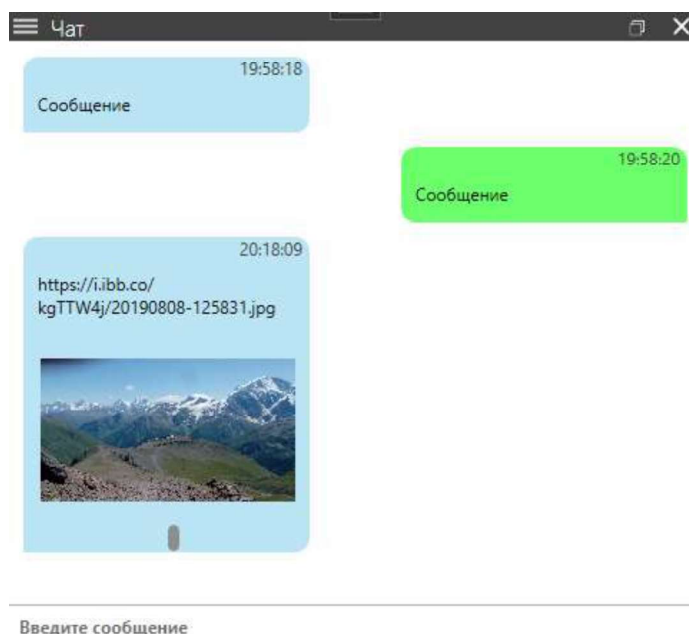 Чат
19:58:18
Сообщение
19:58:20
Сообщение
20:18:09
https://i.ibb.co/
kgTTW4j/20190808-125831.jpg
Введите сообщение